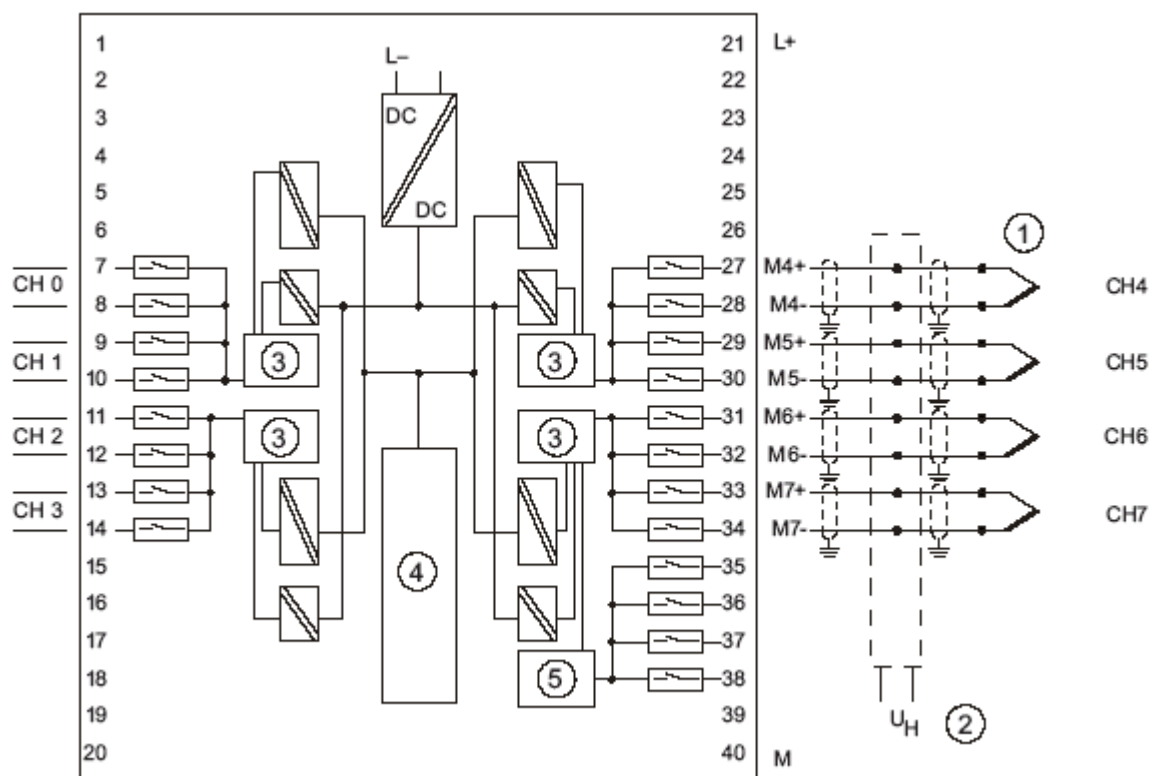 1 21 L+
L–
2 22
DC
3 23
4 24
5 25
DC
6 26 1
7 27 M4+
CH 0 CH4
8 28 M4-
9 29 M5+
CH 1 3 3 CH5
10 30 M5-
11 31 M6+
CH 2 3 3 CH6
12 32 M6-
13 33 M7+
CH 3 CH7
14 34 M7-
15 4 35
16 36
17 37
18 5 38
19 39 UH 2
20 40 M